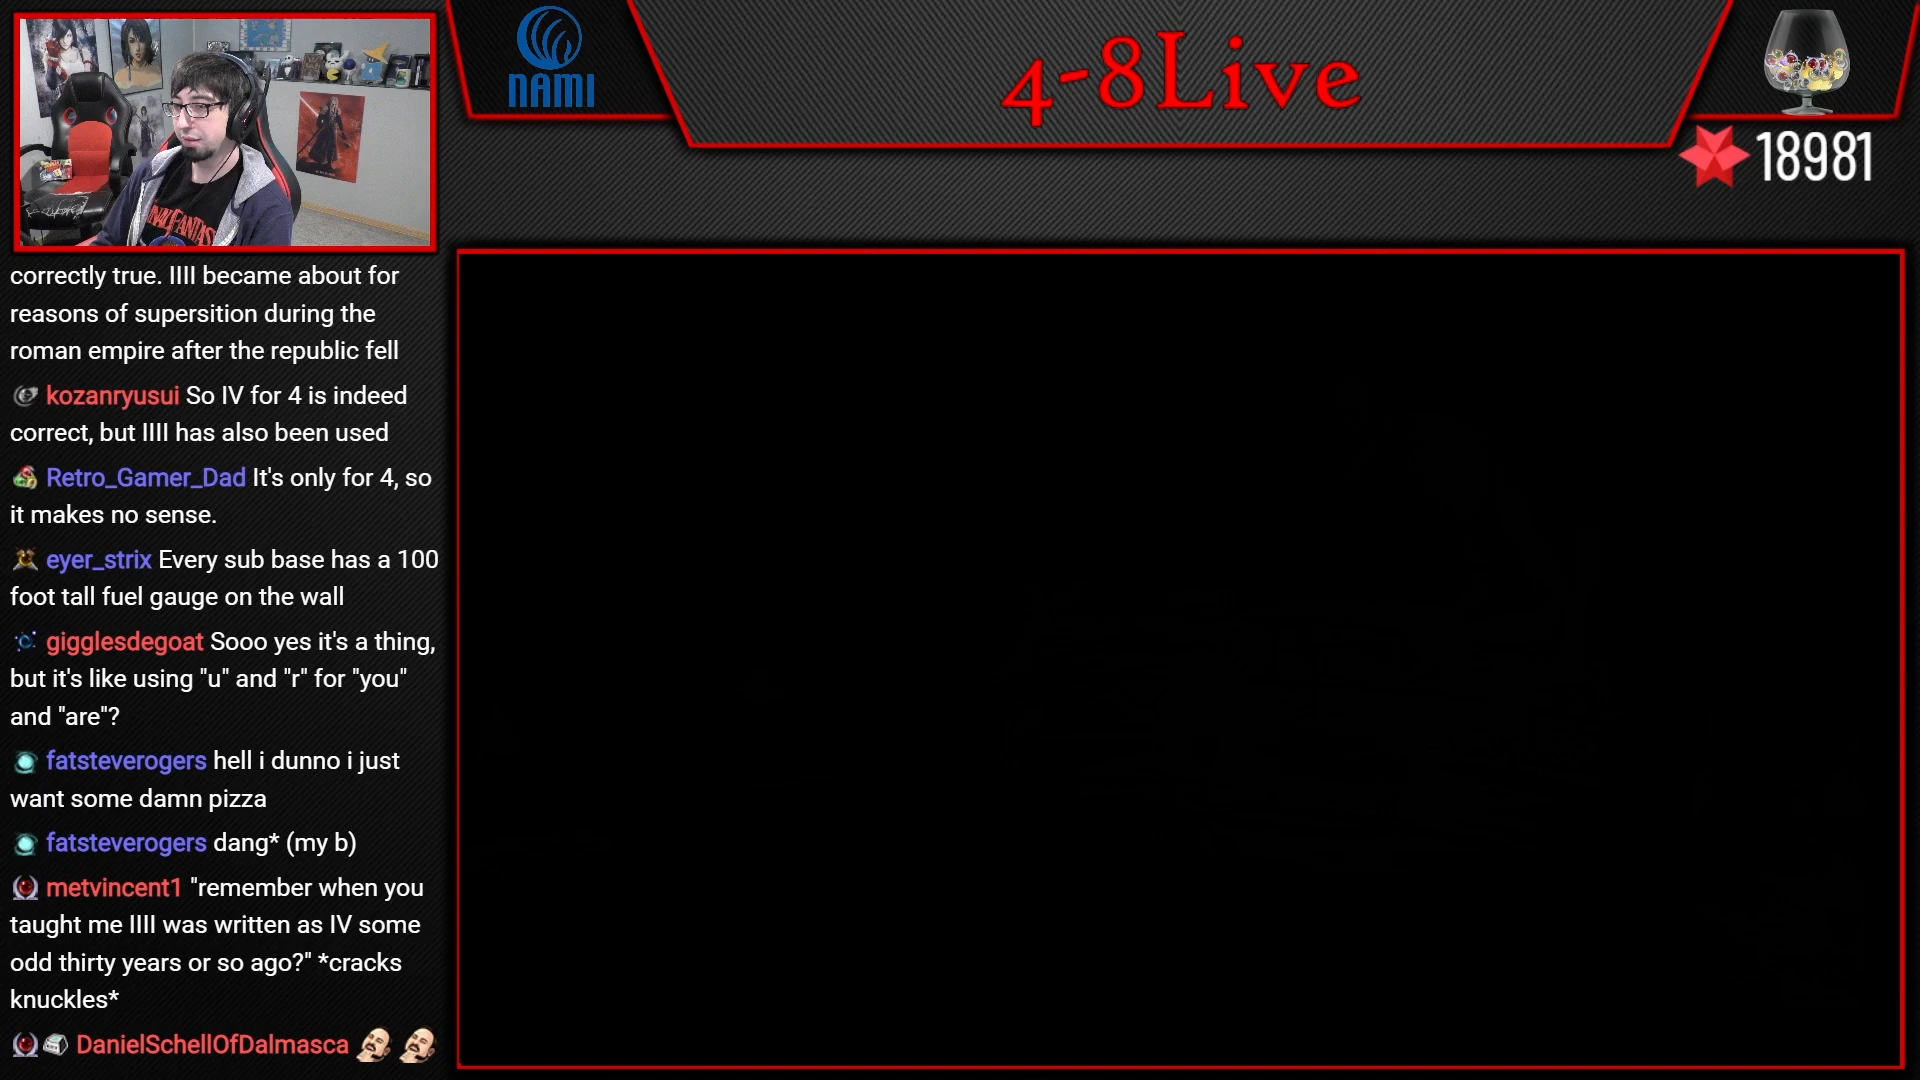 NAMI
4-8Live
18981
FINAL FANTASY
correctly true. IIII became about for
reasons of supersition during the
roman empire after the republic fell
kozanryusui So IV for 4 is indeed
correct, but IIII has also been used
Retro_Gamer_Dad It's only for 4, so
it makes no sense.
eyer_strix Every sub base has a 100
foot tall fuel gauge on the wall
gigglesdegoat Sooo yes it's a thing,
but it's like using "u" and "r" for "you"
and "are"?
fatsteverogers hell i dunno i just
want some damn pizza
fatsteverogers dang* (my b)
metvincent1 "remember when you
taught me IIII was written as IV some
odd thirty years or so ago?" *cracks
knuckles*
DanielSchellOfDalmasca